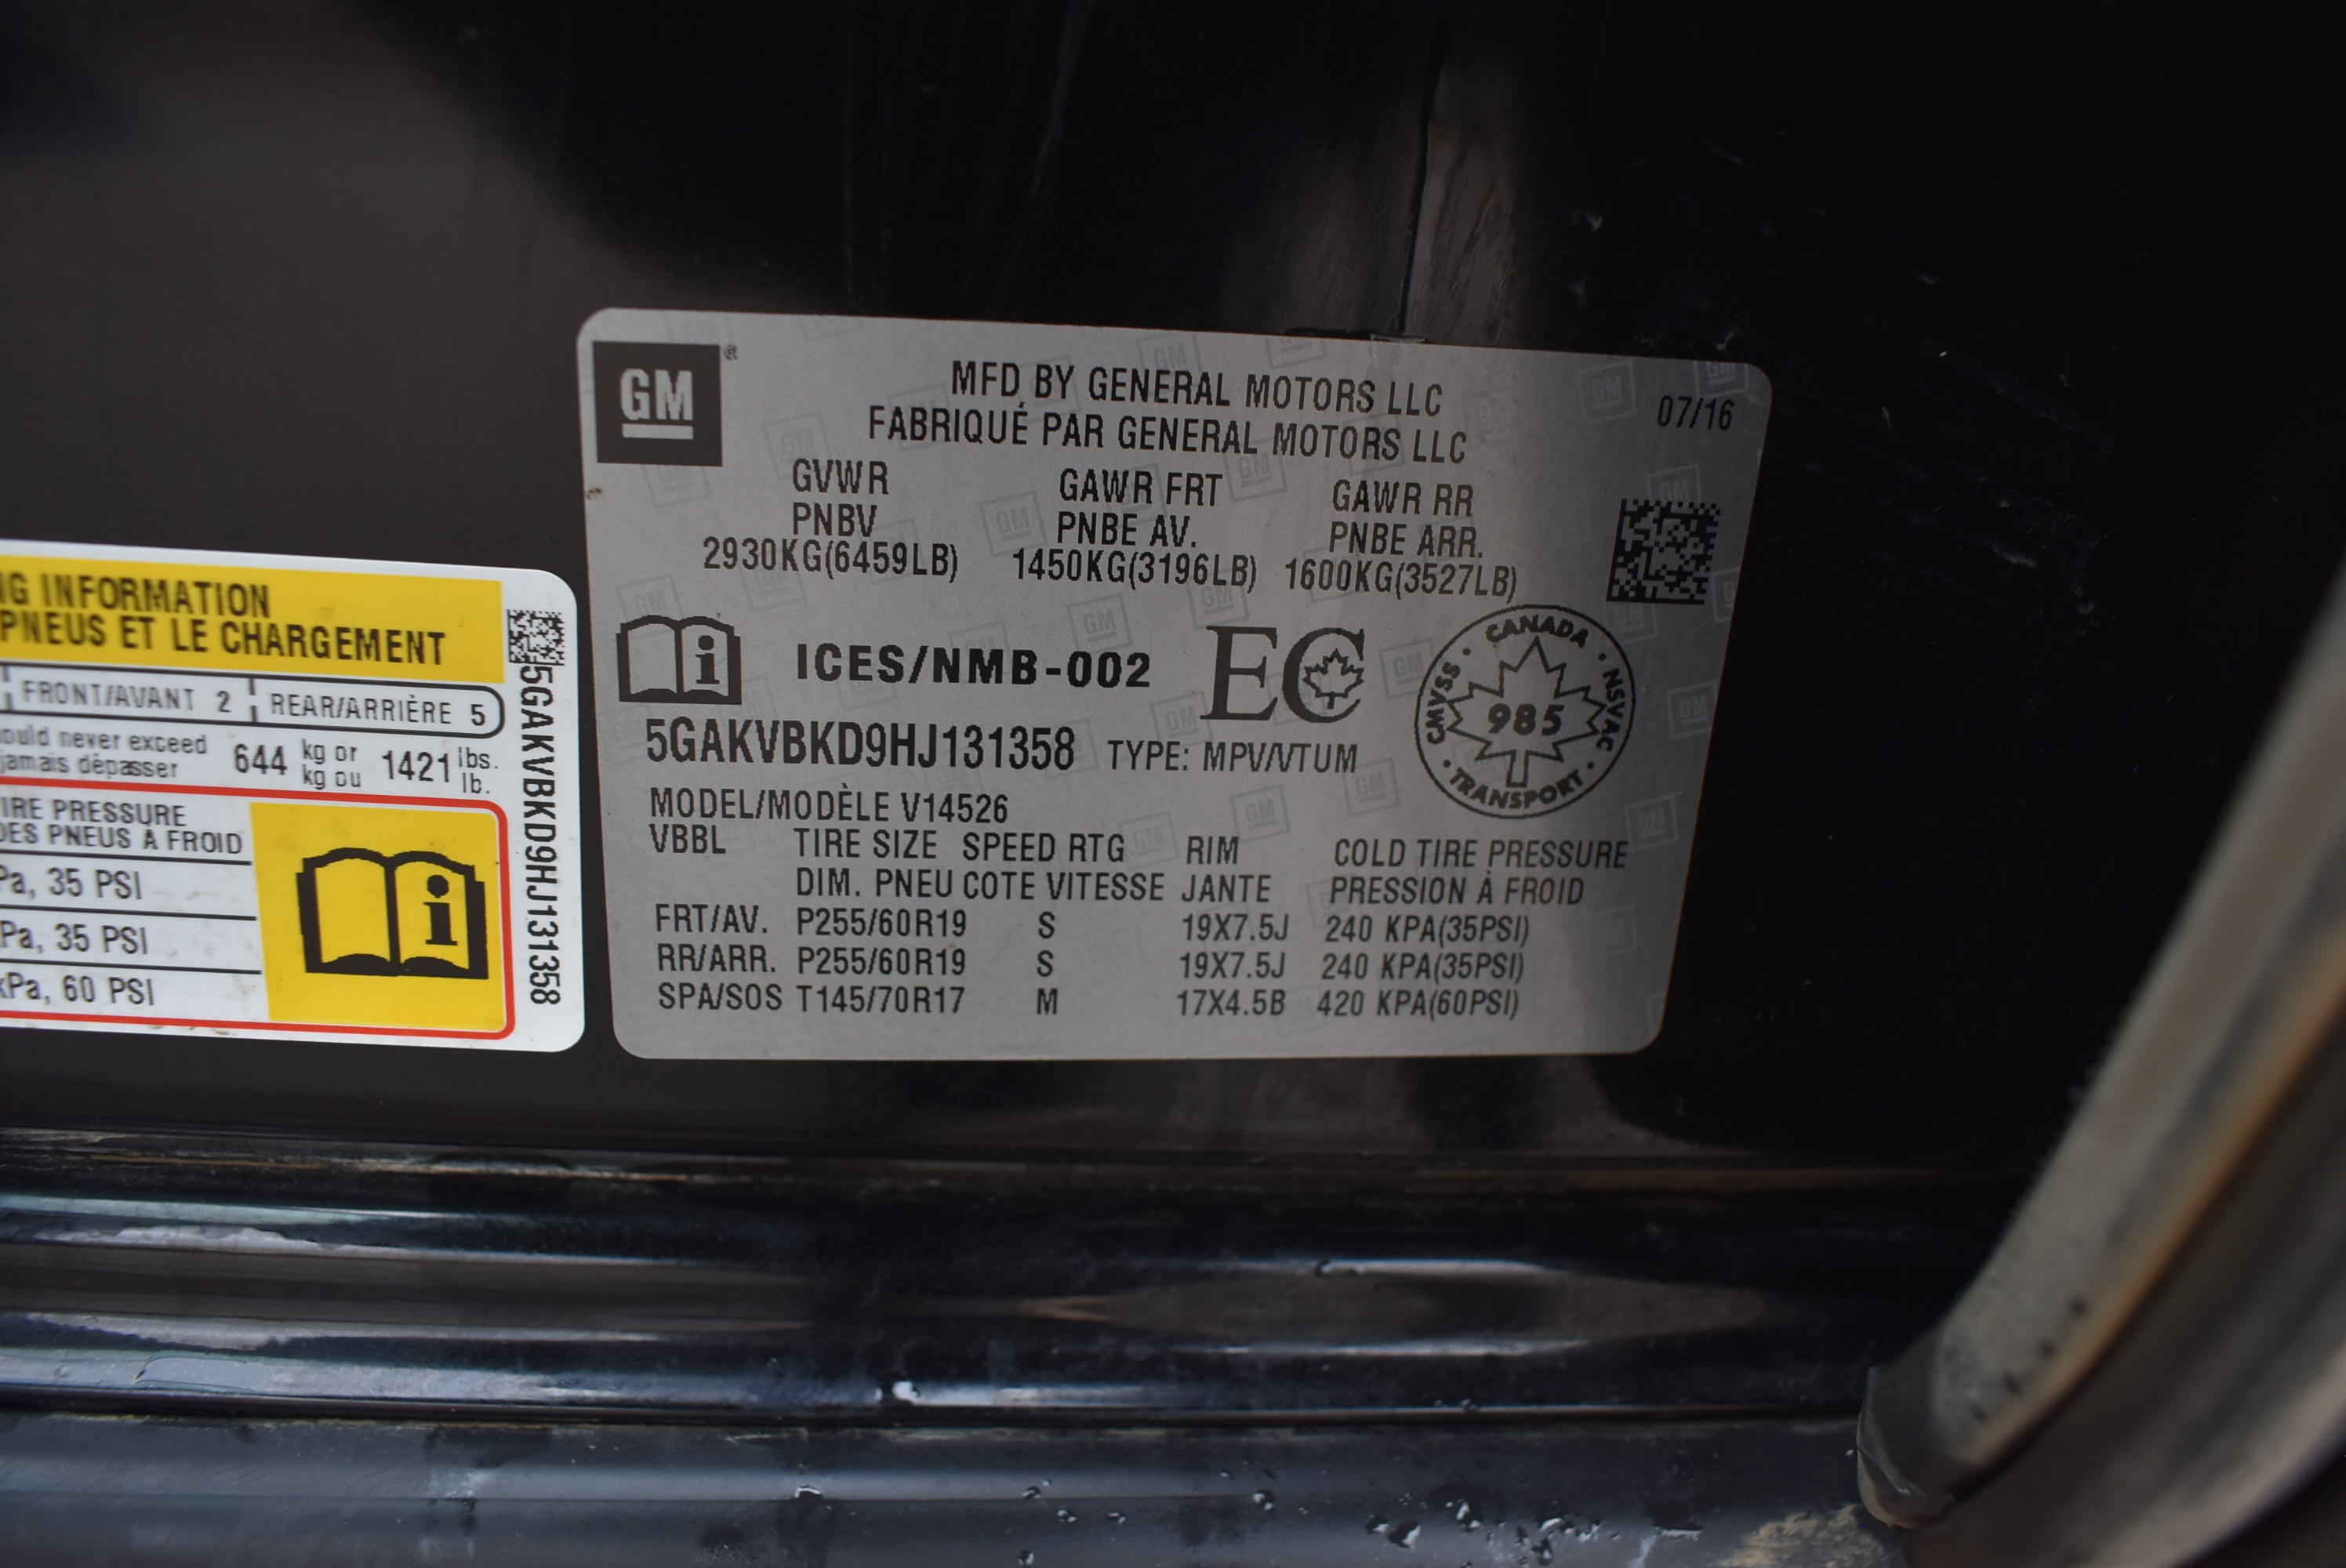 NG INFORMATION
PNEUS ET LE CHARGEMENT
FRONT/AVANT 2 REAR/ARRIÈRE 5
ould never exceed 644 kg or 1421 lbs.
jamais dépasser kg ou lb.
TIRE PRESSURE
DES PNEUS À FROID
Pa, 35 PSI
Pa, 35 PSI
kPa, 60 PSI
5GAKVBKD9HJ131358
GM
MFD BY GENERAL MOTORS LLC
FABRIQUÉ PAR GENERAL MOTORS LLC
07/16
GVWR GAWR FRT GAWR RR
PNBV PNBE AV. PNBE ARR.
2930KG(6459LB) 1450KG(3196LB) 1600KG(3527LB)
ICES/NMB-002 EC
CANADA
CMVSS · NSVAC
985
TRANSPORT
5GAKVBKD9HJ131358 TYPE: MPV/VTUM
MODEL/MODÈLE V14526
VBBL TIRE SIZE SPEED RTG RIM COLD TIRE PRESSURE
DIM. PNEU COTE VITESSE JANTE PRESSION À FROID
FRT/AV. P255/60R19 S 19X7.5J 240 KPA(35PSI)
RR/ARR. P255/60R19 S 19X7.5J 240 KPA(35PSI)
SPA/SOS T145/70R17 M 17X4.5B 420 KPA(60PSI)